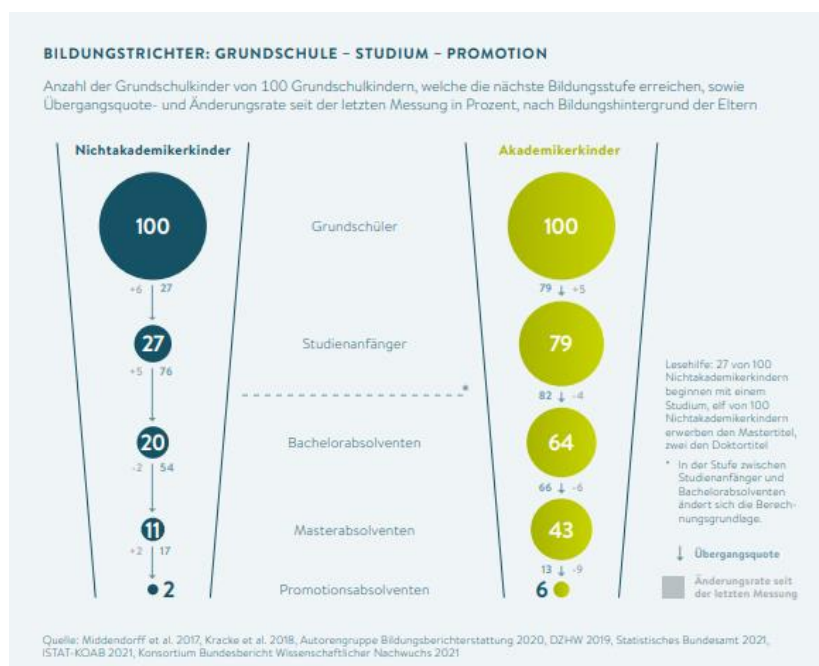 BILDUNGSTRICHTER: GRUNDSCHULE – STUDIUM – PROMOTION
Anzahl der Grundschulkinder von 100 Grundschulkindern, welche die nächste Bildungsstufe erreichen, sowie
Übergangsquote- und Änderungsrate seit der letzten Messung in Prozent, nach Bildungshintergrund der Eltern
Nichtakademikerkinder
Akademikerkinder
100 Grundschüler 100
+6 27 79 +5
27 Studienanfänger 79
+5 76 82 -4
*
20 Bachelorabsolventen 64
-2 54 66 -6
11 Masterabsolventen 43
+2 17 13 -9
2 Promotionsabsolventen 6
Lesehilfe: 27 von 100
Nichtakademikerkindern
beginnen mit einem
Studium, elf von 100
Nichtakademikerkindern
erwerben den Mastertitel,
zwei den Doktortitel
* In der Stufe zwischen
Studienanfänger und
Bachelorabsolventen
ändert sich die Berech-
nungsgrundlage.
↓ Übergangsquote
Änderungsrate seit
der letzten Messung
Quelle: Middendorff et al. 2017, Kracke et al. 2018, Autorengruppe Bildungsberichterstattung 2020, DZHW 2019, Statistisches Bundesamt 2021,
ISTAT-KOAB 2021, Konsortium Bundesbericht Wissenschaftlicher Nachwuchs 2021